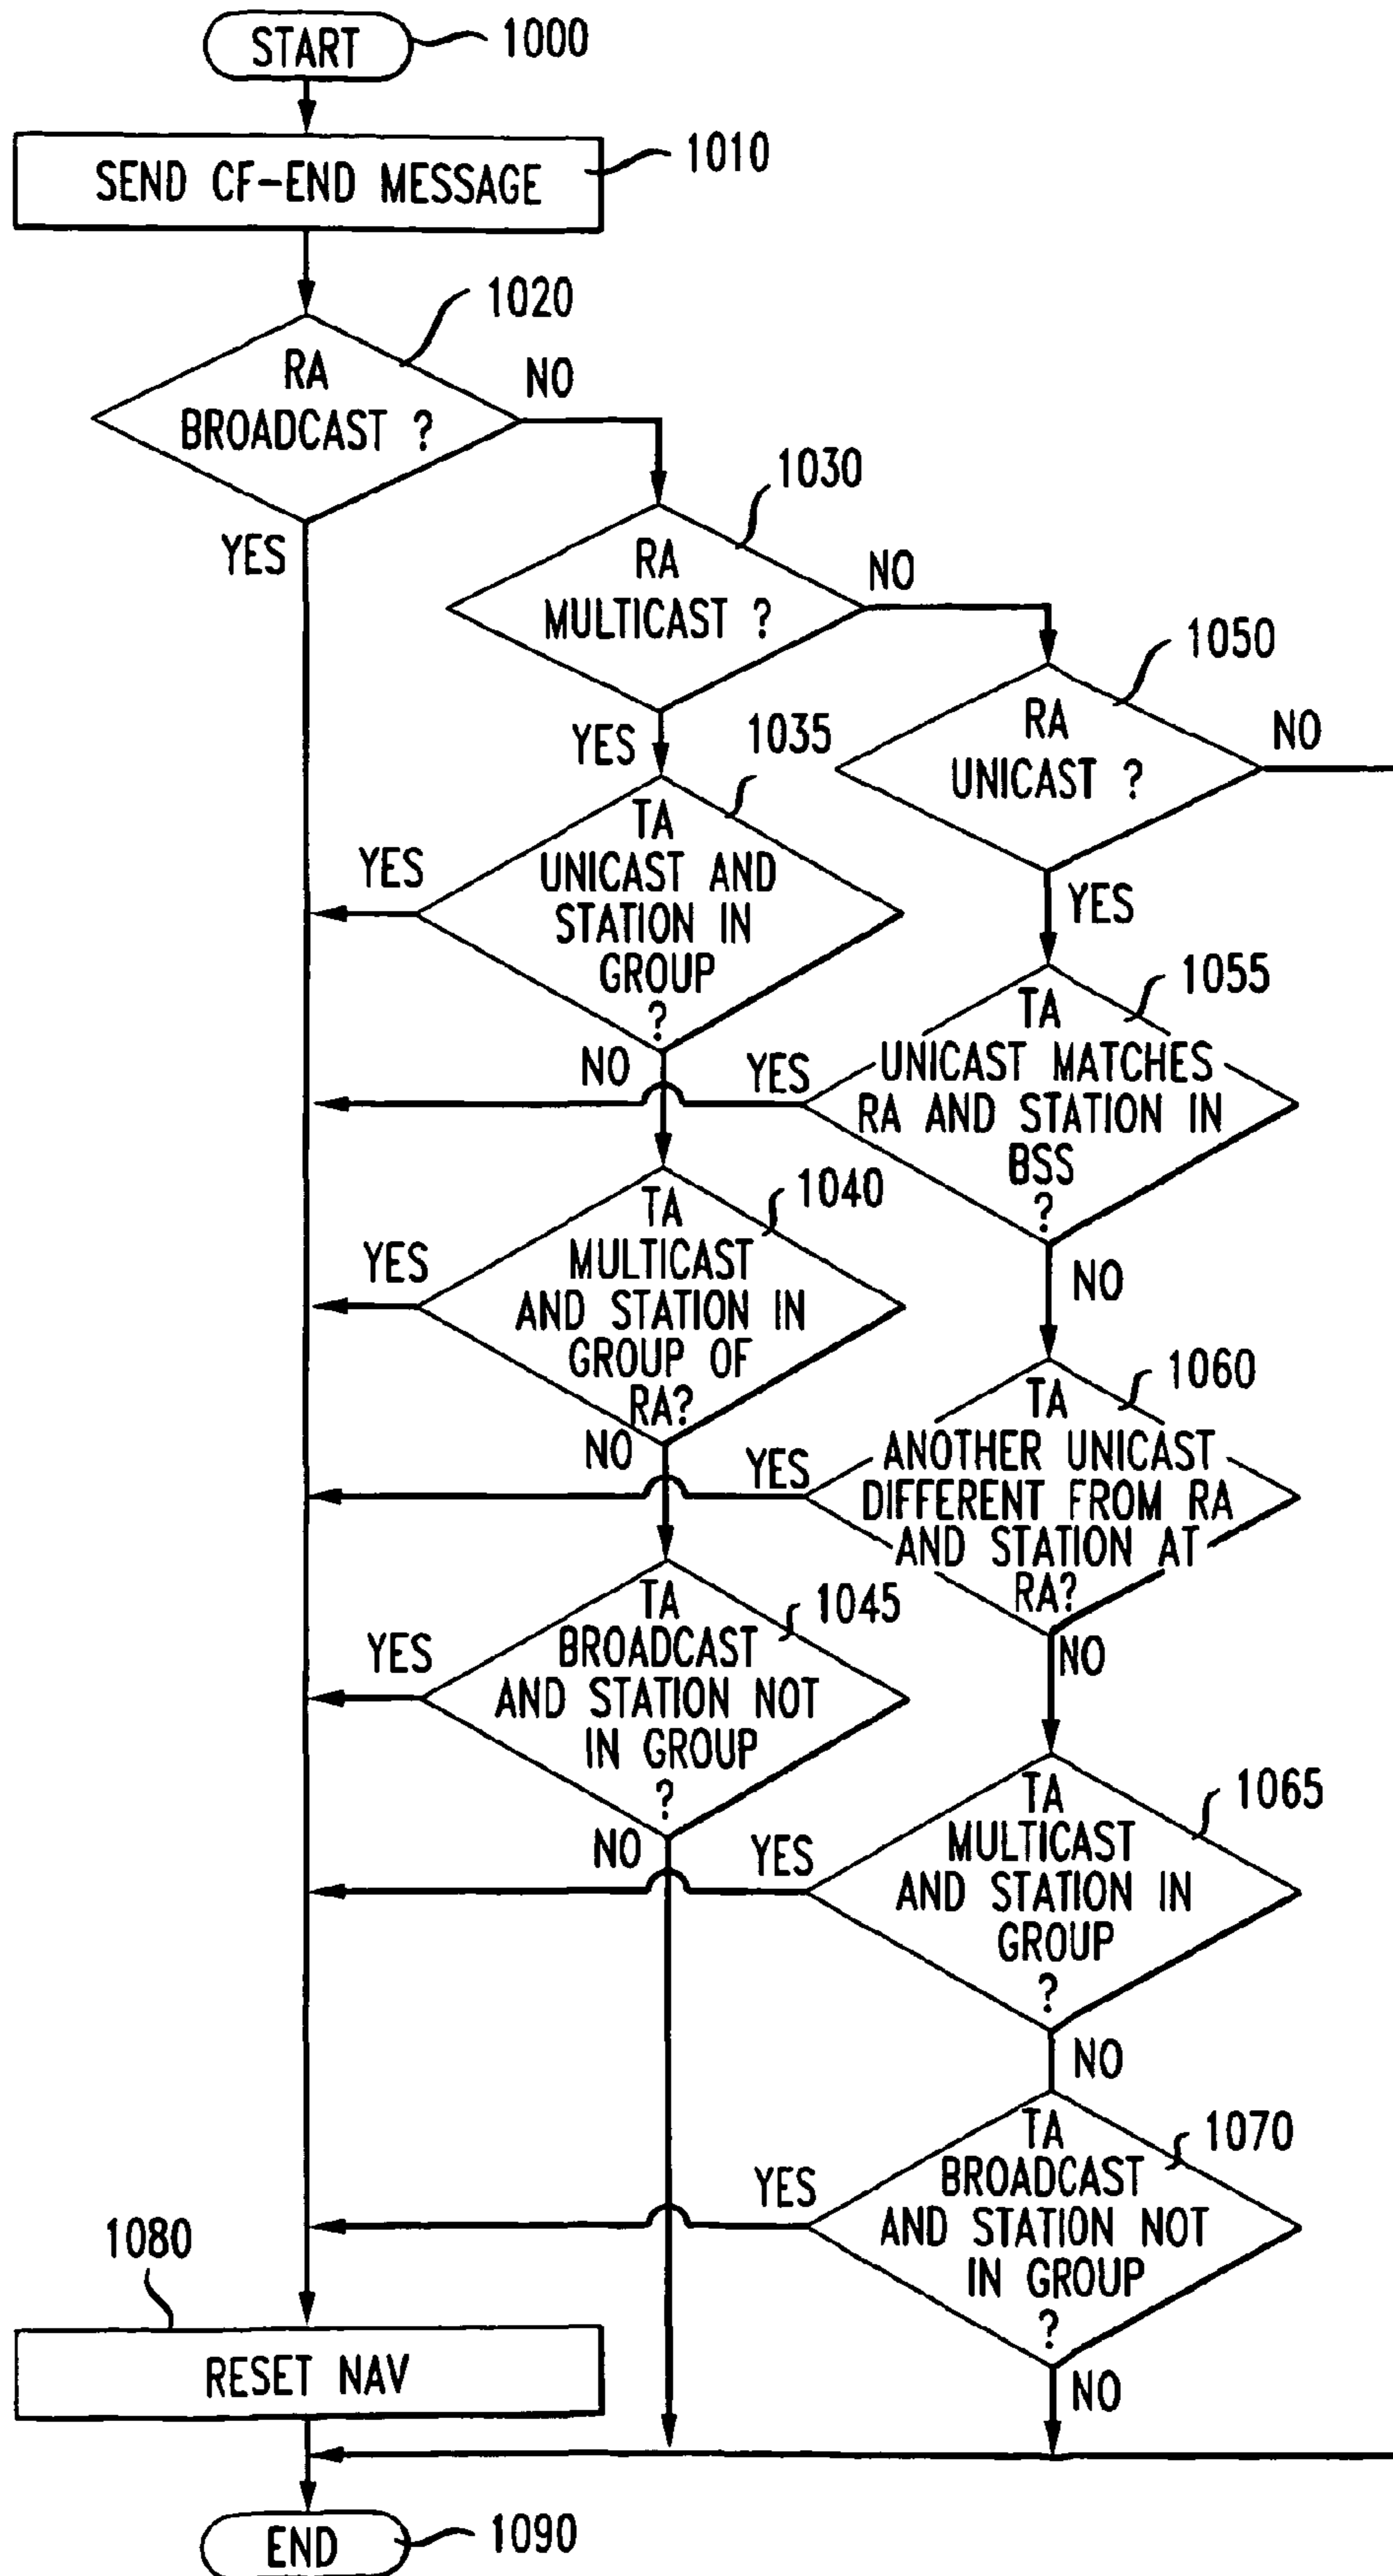 START
1000
SEND CF-END MESSAGE
1010
1020
RA
BROADCAST ?
NO
YES
1030
RA
MULTICAST ?
NO
YES
1050
RA
UNICAST ?
NO
YES
1035
TA
UNICAST AND
STATION IN
GROUP
?
YES
NO
1055
TA
UNICAST MATCHES
RA AND STATION IN
BSS
?
YES
NO
1040
TA
MULTICAST
AND STATION IN
GROUP OF
RA?
YES
NO
1060
TA
ANOTHER UNICAST
DIFFERENT FROM RA
AND STATION AT
RA?
YES
NO
1045
TA
BROADCAST
AND STATION NOT
IN GROUP
?
YES
NO
1065
TA
MULTICAST
AND STATION IN
GROUP
?
YES
NO
1070
TA
BROADCAST
AND STATION NOT
IN GROUP
?
YES
NO
1080
RESET NAV
END
1090